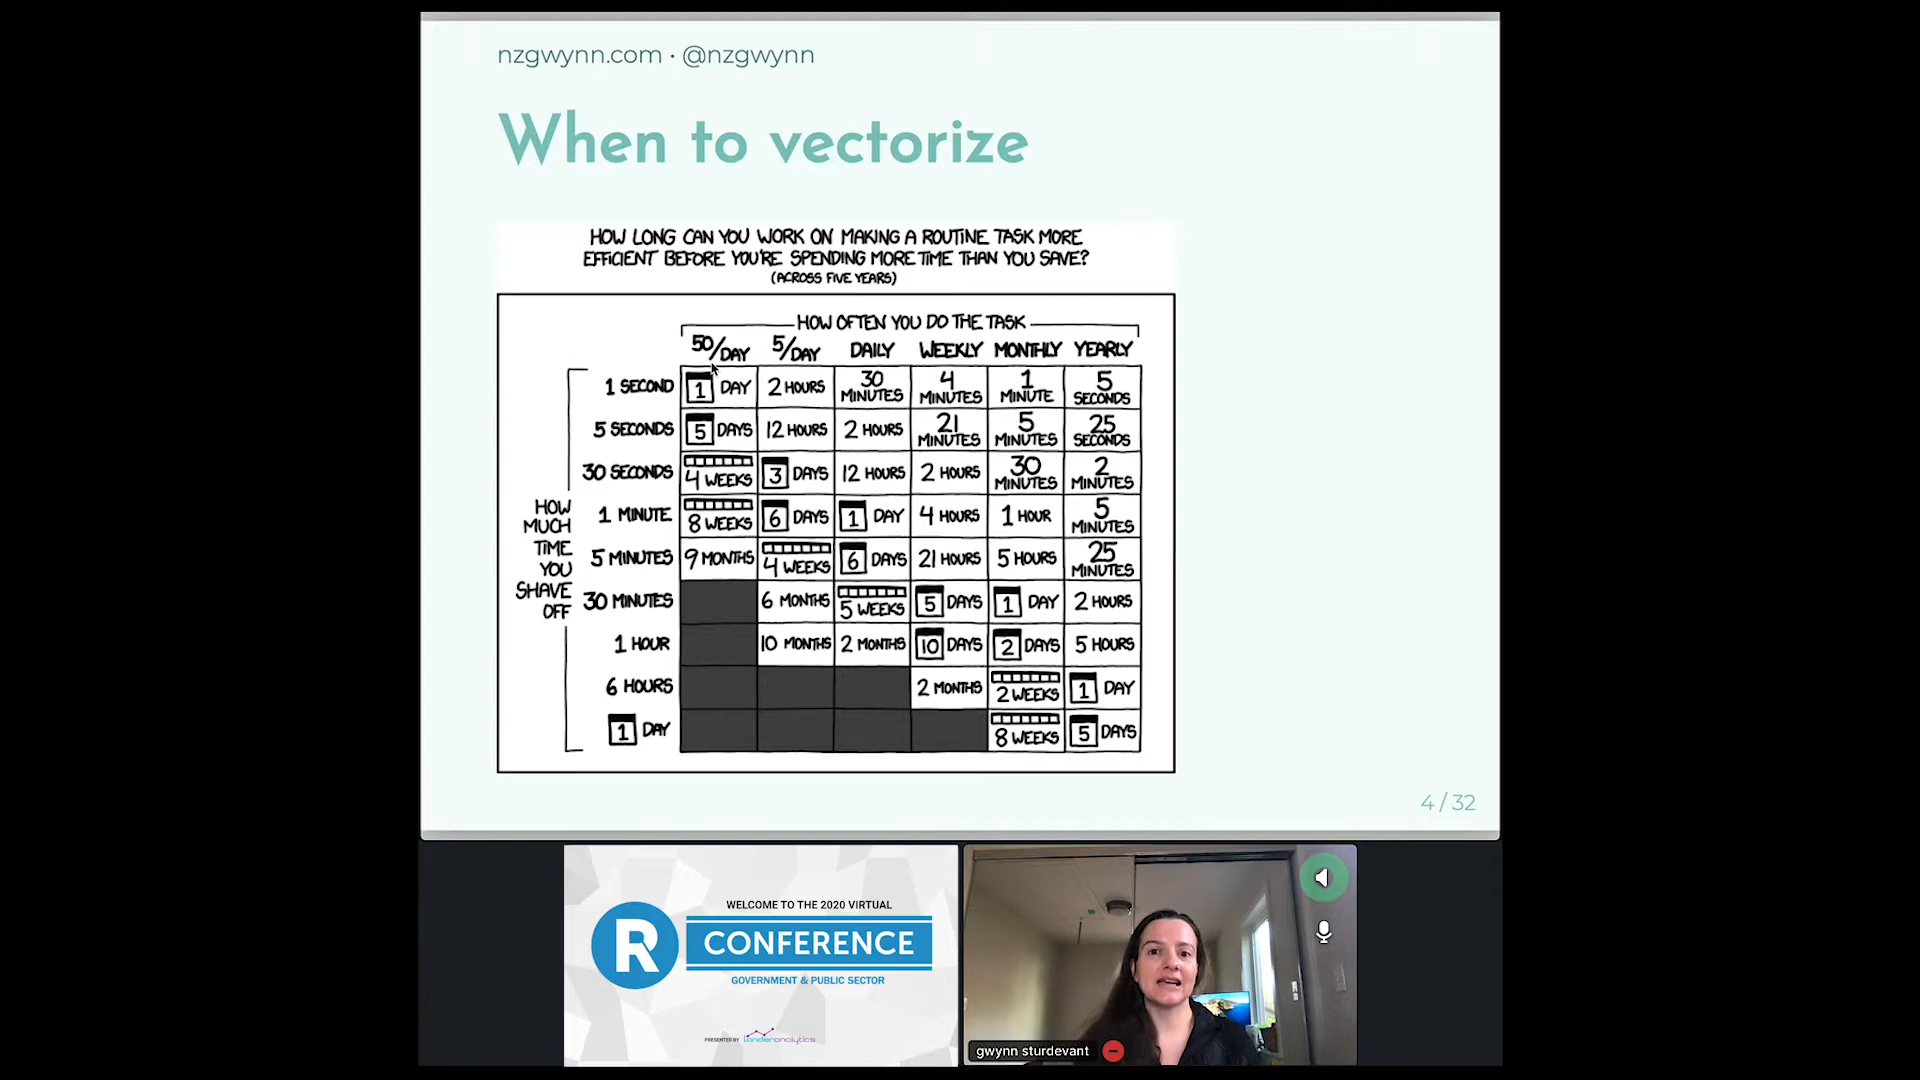 nzgwynn.com · @nzgwynn
When to vectorize
HOW LONG CAN YOU WORK ON MAKING A ROUTINE TASK MORE
EFFICIENT BEFORE YOU'RE SPENDING MORE TIME THAN YOU SAVE?
(ACROSS FIVE YEARS)
HOW OFTEN YOU DO THE TASK
50/DAY 5/DAY DAILY WEEKLY MONTHLY YEARLY
HOW MUCH TIME YOU SHAVE OFF
1 SECOND 1 DAY 2 HOURS 30 MINUTES 4 MINUTES 1 MINUTE 5 SECONDS
5 SECONDS 5 DAYS 12 HOURS 2 HOURS 21 MINUTES 5 MINUTES 25 SECONDS
30 SECONDS 4 WEEKS 3 DAYS 12 HOURS 2 HOURS 30 MINUTES 2 MINUTES
1 MINUTE 8 WEEKS 6 DAYS 1 DAY 4 HOURS 1 HOUR 5 MINUTES
5 MINUTES 9 MONTHS 4 WEEKS 6 DAYS 21 HOURS 5 HOURS 25 MINUTES
30 MINUTES 6 MONTHS 5 WEEKS 5 DAYS 1 DAY 2 HOURS
1 HOUR 10 MONTHS 2 MONTHS 10 DAYS 2 DAYS 5 HOURS
6 HOURS 2 MONTHS 2 WEEKS 1 DAY
1 DAY 8 WEEKS 5 DAYS
4 / 32
WELCOME TO THE 2020 VIRTUAL
R CONFERENCE
GOVERNMENT & PUBLIC SECTOR
PRESENTED BY landeranalytics
gwynn sturdevant